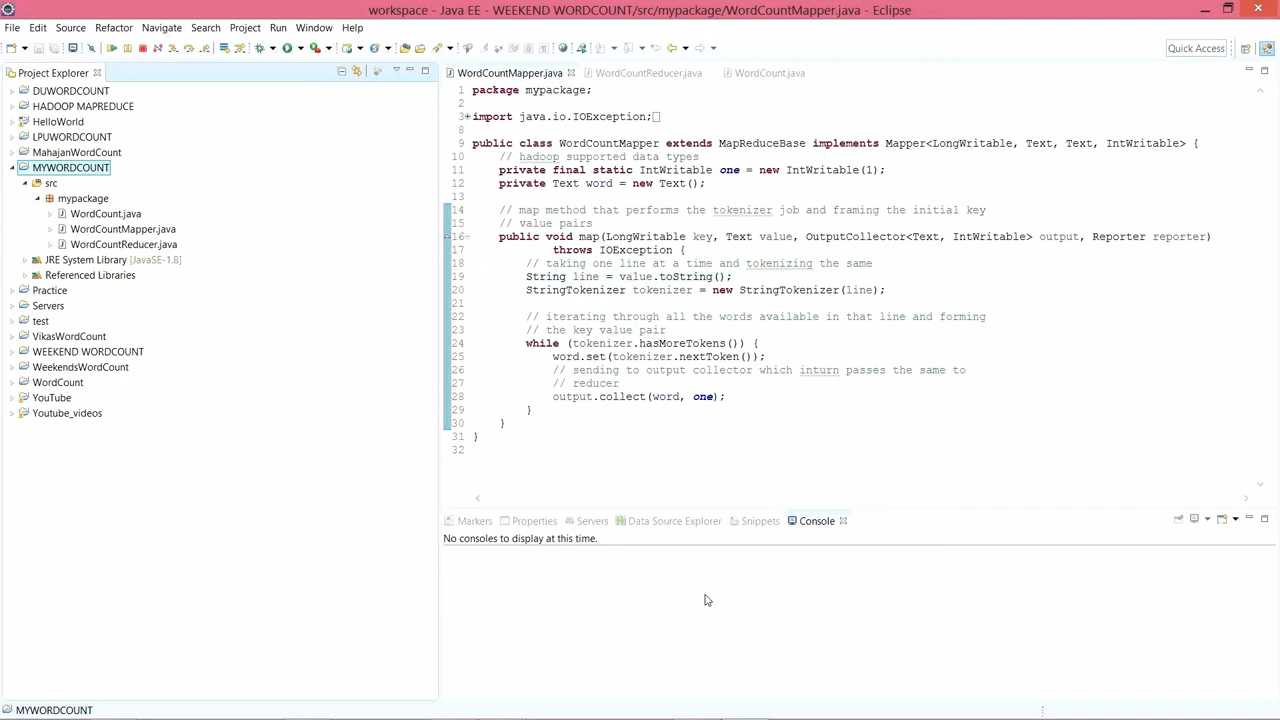 workspace - Java EE - WEEKEND WORDCOUNT/src/mypackage/WordCountMapper.java - Eclipse
File Edit Source Refactor Navigate Search Project Run Window Help
Quick Access
Project Explorer
DUWORDCOUNT
HADOOP MAPREDUCE
HelloWorld
LPUWORDCOUNT
MahajanWordCount
MYWORDCOUNT
src
mypackage
WordCount.java
WordCountMapper.java
WordCountReducer.java
JRE System Library [JavaSE-1.8]
Referenced Libraries
Practice
Servers
test
VikasWordCount
WEEKEND WORDCOUNT
WeekendsWordCount
WordCount
YouTube
Youtube_videos
WordCountMapper.java WordCountReducer.java WordCount.java
1 package mypackage;
2
3 import java.io.IOException;
8
9 public class WordCountMapper extends MapReduceBase implements Mapper<LongWritable, Text, Text, IntWritable> {
10 // hadoop supported data types
11 private final static IntWritable one = new IntWritable(1);
12 private Text word = new Text();
13
14 // map method that performs the tokenizer job and framing the initial key
15 // value pairs
16 public void map(LongWritable key, Text value, OutputCollector<Text, IntWritable> output, Reporter reporter)
17 throws IOException {
18 // taking one line at a time and tokenizing the same
19 String line = value.toString();
20 StringTokenizer tokenizer = new StringTokenizer(line);
21
22 // iterating through all the words available in that line and forming
23 // the key value pair
24 while (tokenizer.hasMoreTokens()) {
25 word.set(tokenizer.nextToken());
26 // sending to output collector which inturn passes the same to
27 // reducer
28 output.collect(word, one);
29 }
30 }
31 }
32
Markers Properties Servers Data Source Explorer Snippets Console
No consoles to display at this time.
MYWORDCOUNT